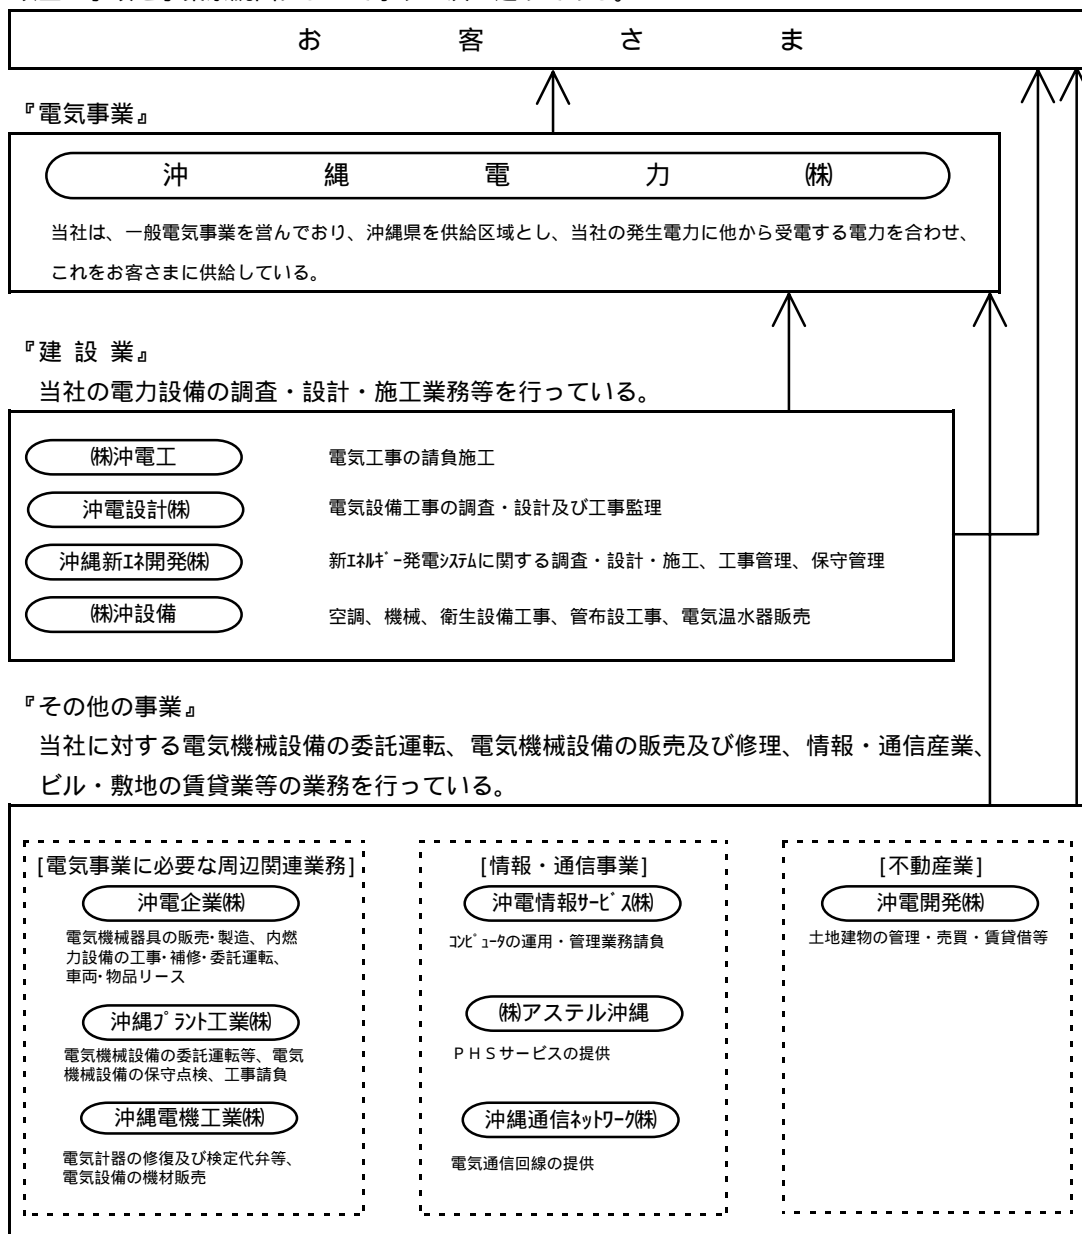 お客さま
『電気事業』
沖縄電力㈱
当社は、一般電気事業を営んでおり、沖縄県を供給区域とし、当社の発生電力に他から受電する電力を合わせ、
これをお客さまに供給している。
『建設業』
当社の電力設備の調査・設計・施工業務等を行っている。
㈱沖電工 電気工事の請負施工
沖電設計㈱ 電気設備工事の調査・設計及び工事監理
沖縄新ｴﾈ開発㈱ 新ｴﾈﾙｷﾞｰ発電ｼｽﾃﾑに関する調査・設計・施工、工事管理、保守管理
㈱沖設備 空調、機械、衛生設備工事、管布設工事、電気温水器販売
『その他の事業』
当社に対する電気機械設備の委託運転、電気機械設備の販売及び修理、情報・通信産業、
ビル・敷地の賃貸業等の業務を行っている。
[電気事業に必要な周辺関連業務]
沖電企業㈱
電気機械器具の販売・製造、内燃
力設備の工事・補修・委託運転、
車両・物品リース
沖縄ﾌﾟﾗﾝﾄ工業㈱
電気機械設備の委託運転等、電気
機械設備の保守点検、工事請負
沖縄電機工業㈱
電気計器の修復及び検定代弁等、
電気設備の機材販売
[情報・通信事業]
沖電情報ｻｰﾋﾞｽ㈱
ｺﾝﾋﾟｭｰﾀの運用・管理業務請負
㈱アステル沖縄
ＰＨＳサービスの提供
沖縄通信ﾈｯﾄﾜｰｸ㈱
電気通信回線の提供
[不動産業]
沖電開発㈱
土地建物の管理・売買・賃貸借等